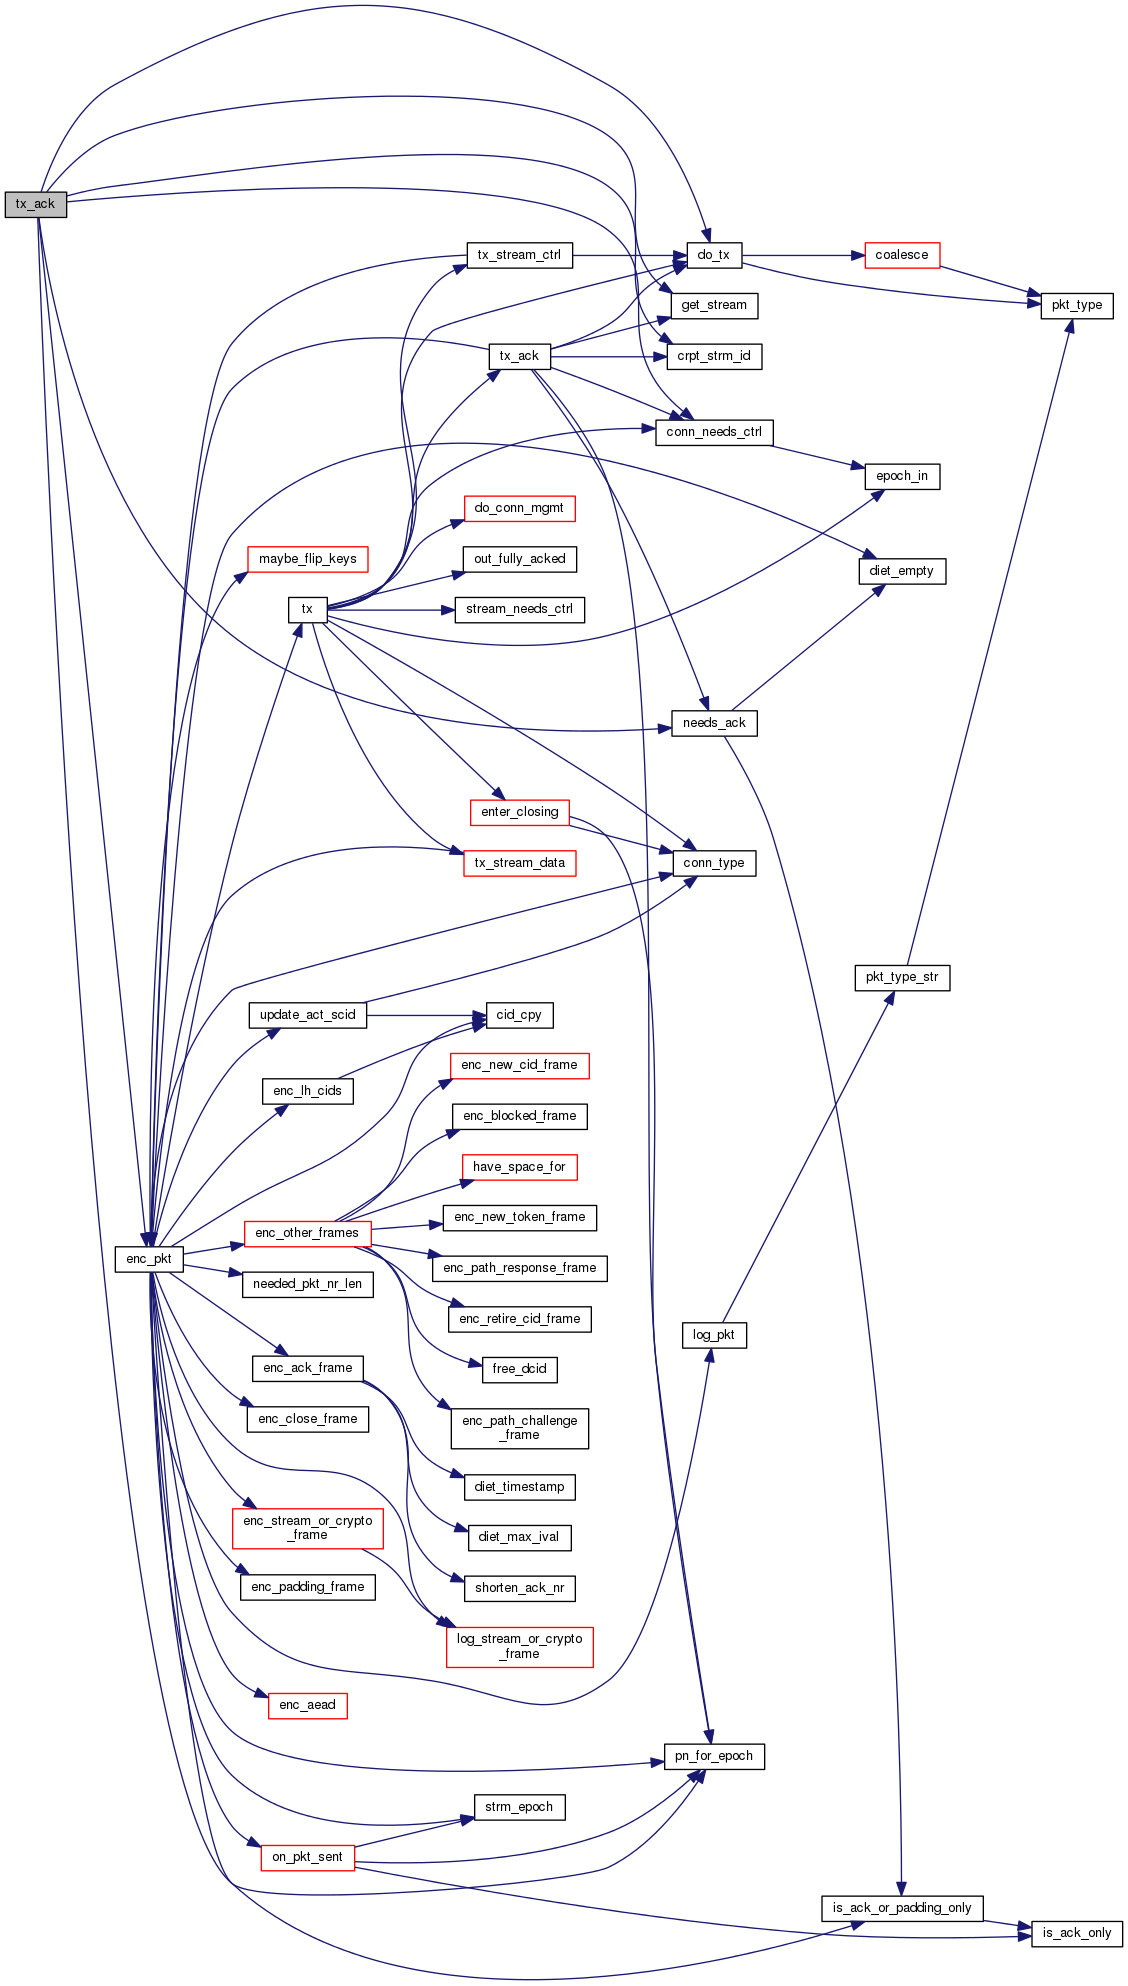 tx_ack
tx_stream_ctrl
do_tx
coalesce
pkt_type
get_stream
tx_ack
crpt_strm_id
conn_needs_ctrl
epoch_in
do_conn_mgmt
maybe_flip_keys
out_fully_acked
diet_empty
tx
stream_needs_ctrl
needs_ack
enter_closing
tx_stream_data
conn_type
pkt_type_str
update_act_scid
cid_cpy
enc_new_cid_frame
enc_lh_cids
enc_blocked_frame
have_space_for
enc_new_token_frame
enc_other_frames
enc_pkt
enc_path_response_frame
needed_pkt_nr_len
enc_retire_cid_frame
log_pkt
enc_ack_frame
free_dcid
enc_close_frame
enc_path_challenge
_frame
diet_timestamp
enc_stream_or_crypto
_frame
diet_max_ival
enc_padding_frame
shorten_ack_nr
log_stream_or_crypto
_frame
enc_aead
pn_for_epoch
strm_epoch
on_pkt_sent
is_ack_or_padding_only
is_ack_only